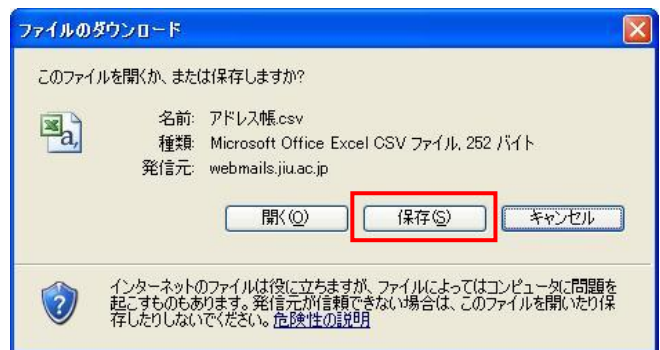 ファイルのダウンロード
このファイルを開くか、または保存しますか?
名前: アドレス帳.csv
種類: Microsoft Office Excel CSV ファイル, 252 バイト
発信元: webmails.jiu.ac.jp
開く(O) 保存(S) キャンセル
インターネットのファイルは役に立ちますが、ファイルによってはコンピュータに問題を
起こすものもあります。発信元が信頼できない場合は、このファイルを開いたり保
存したりしないでください。危険性の説明